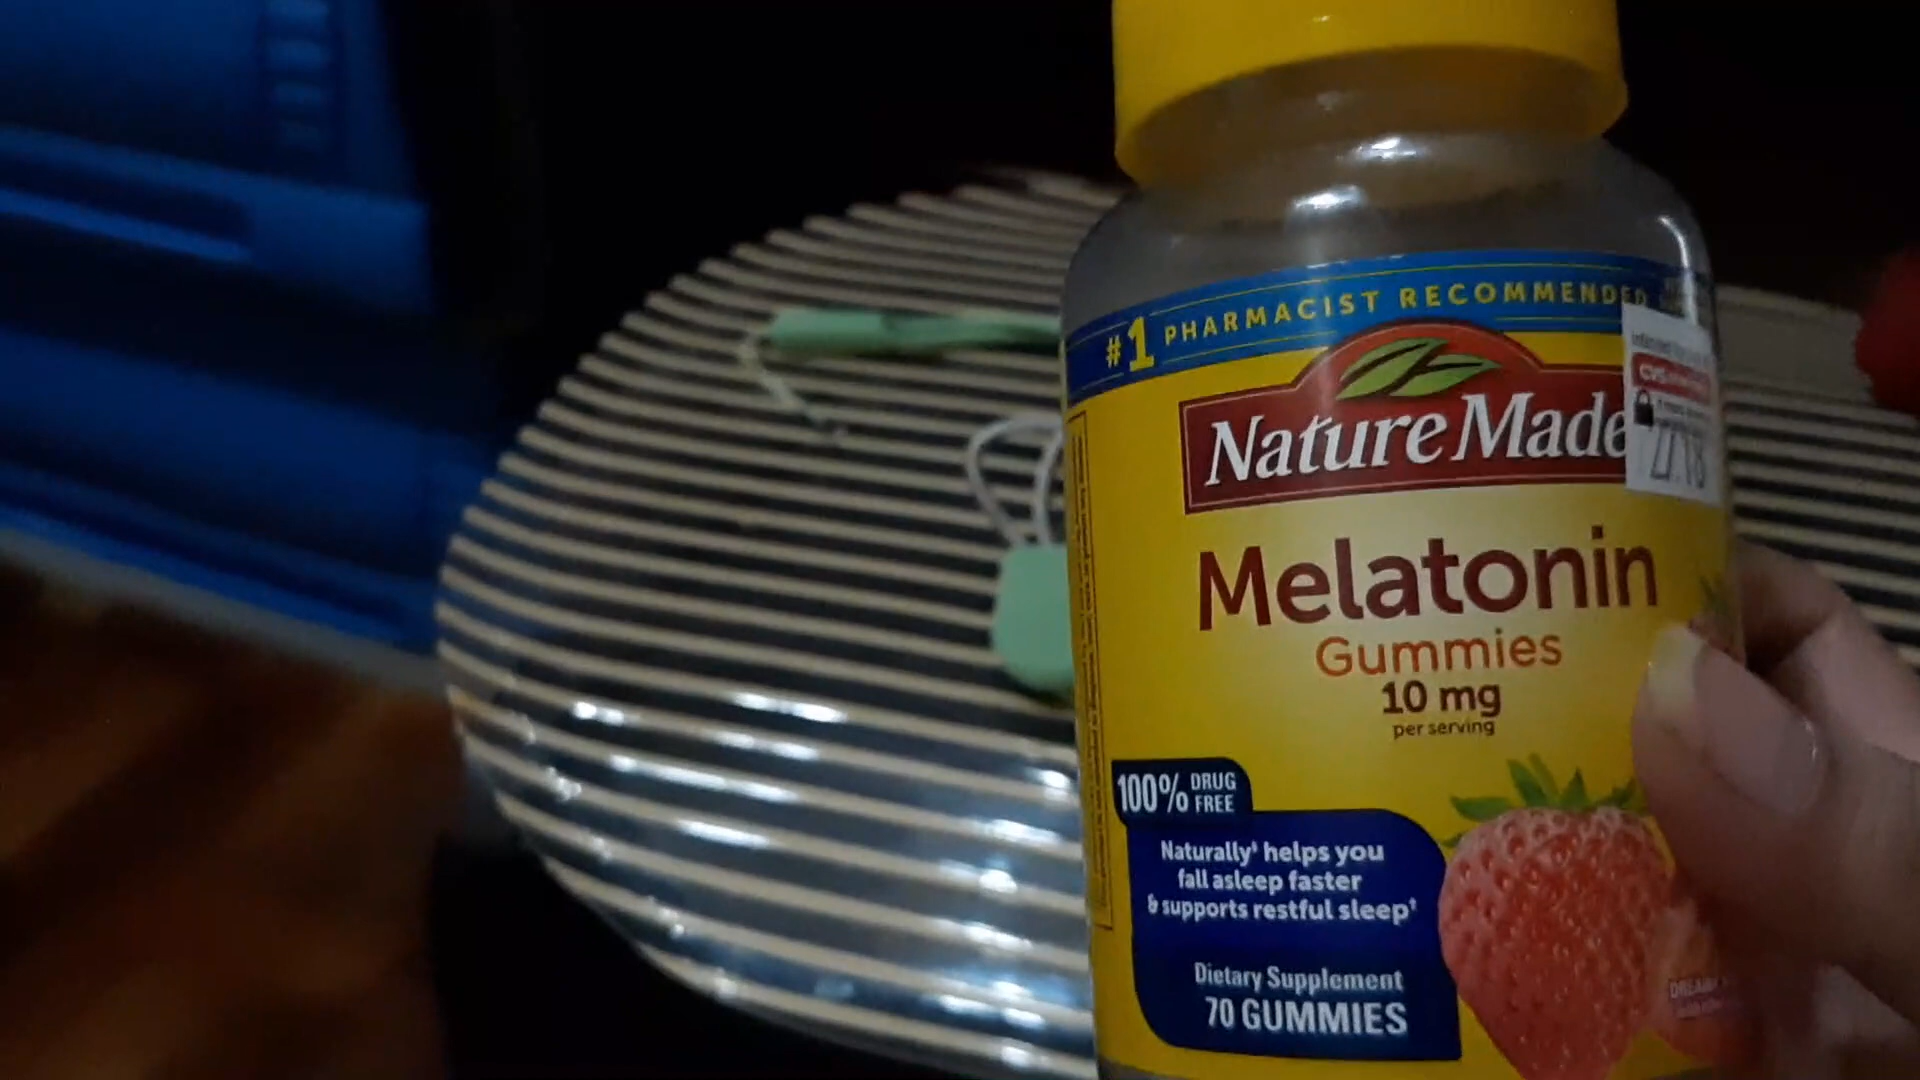 #1 PHARMACIST RECOMMENDED
Nature Made
CVS
Melatonin
Gummies
10 mg
per serving
100% DRUG
FREE
Naturally† helps you
fall asleep faster
& supports restful sleep†
Dietary Supplement
70 GUMMIES